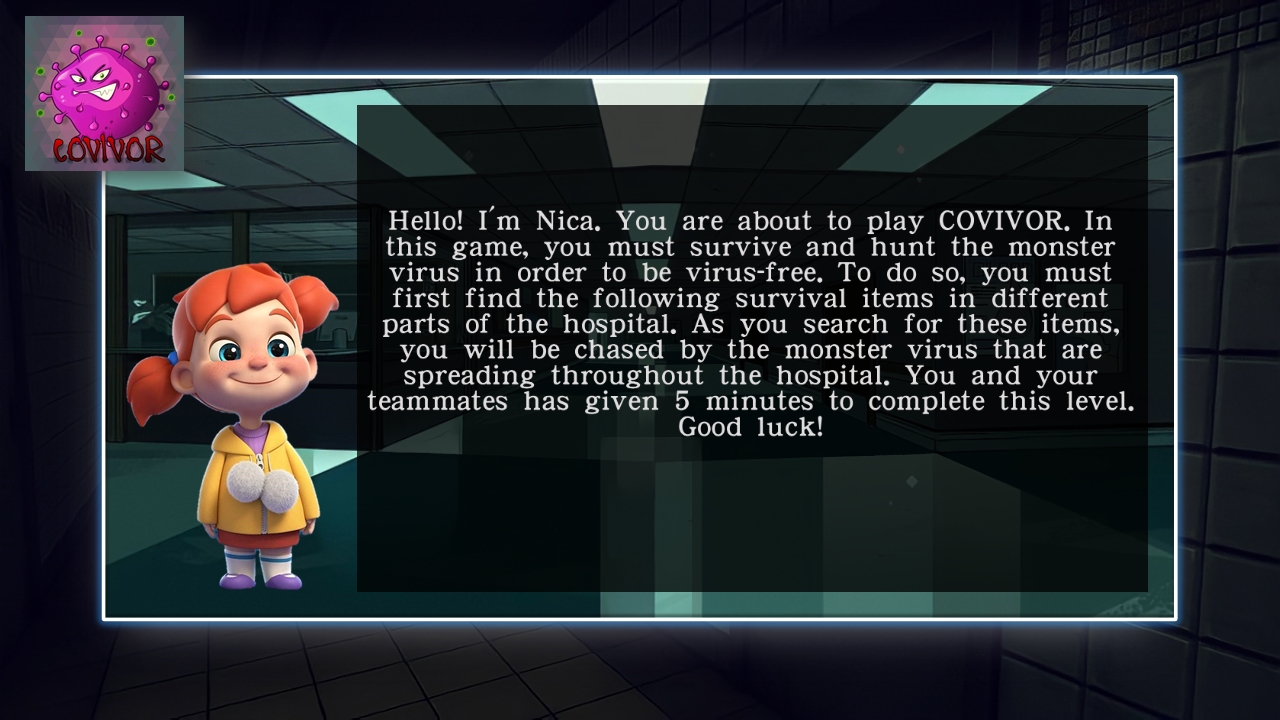 COVIVOR
Hello! I´m Nica. You are about to play COVIVOR. In
this game, you must survive and hunt the monster
virus in order to be virus-free. To do so, you must
first find the following survival items in different
parts of the hospital. As you search for these items,
you will be chased by the monster virus that are
spreading throughout the hospital. You and your
teammates has given 5 minutes to complete this level.
Good luck!